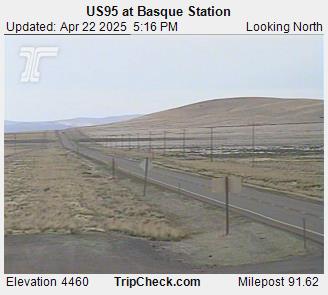 US95 at Basque Station
Updated: Apr 22 2025 5:16 PM Looking North
Elevation 4460 TripCheck.com Milepost 91.62